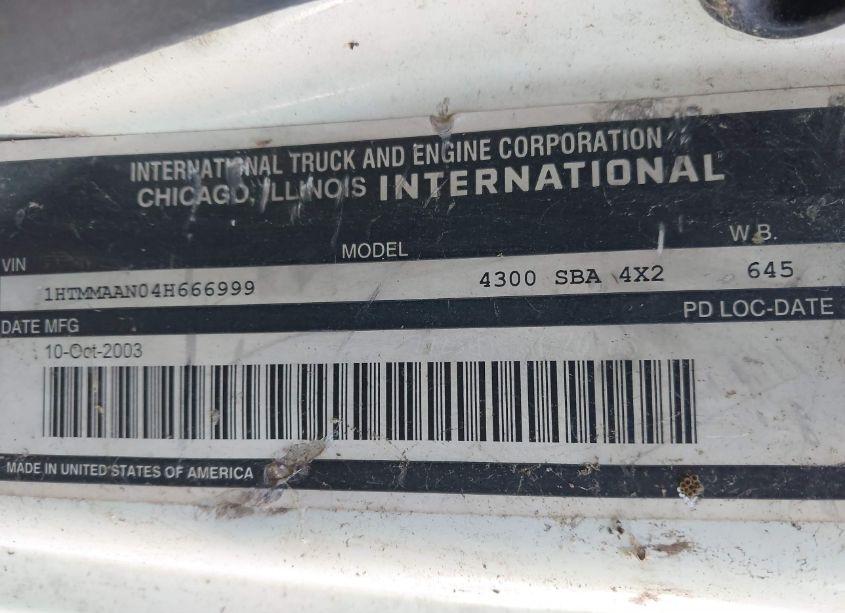 INTERNATIONAL TRUCK AND ENGINE CORPORATION
CHICAGO, ILLINOIS INTERNATIONAL
VIN MODEL W.B.
1HTMMAAN04H666999 4300 SBA 4X2 645
DATE MFG PD LOC-DATE
10-Oct-2003
MADE IN UNITED STATES OF AMERICA